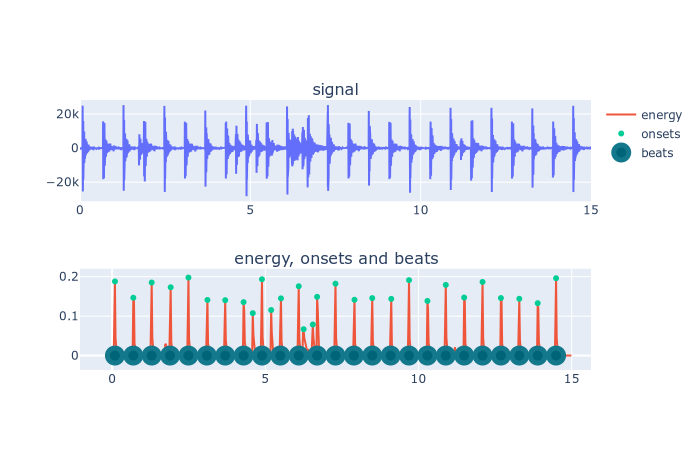 signal
20k
0
−20k
0 5 10 15
energy
onsets
beats
energy, onsets and beats
0.2
0.1
0
0 5 10 15